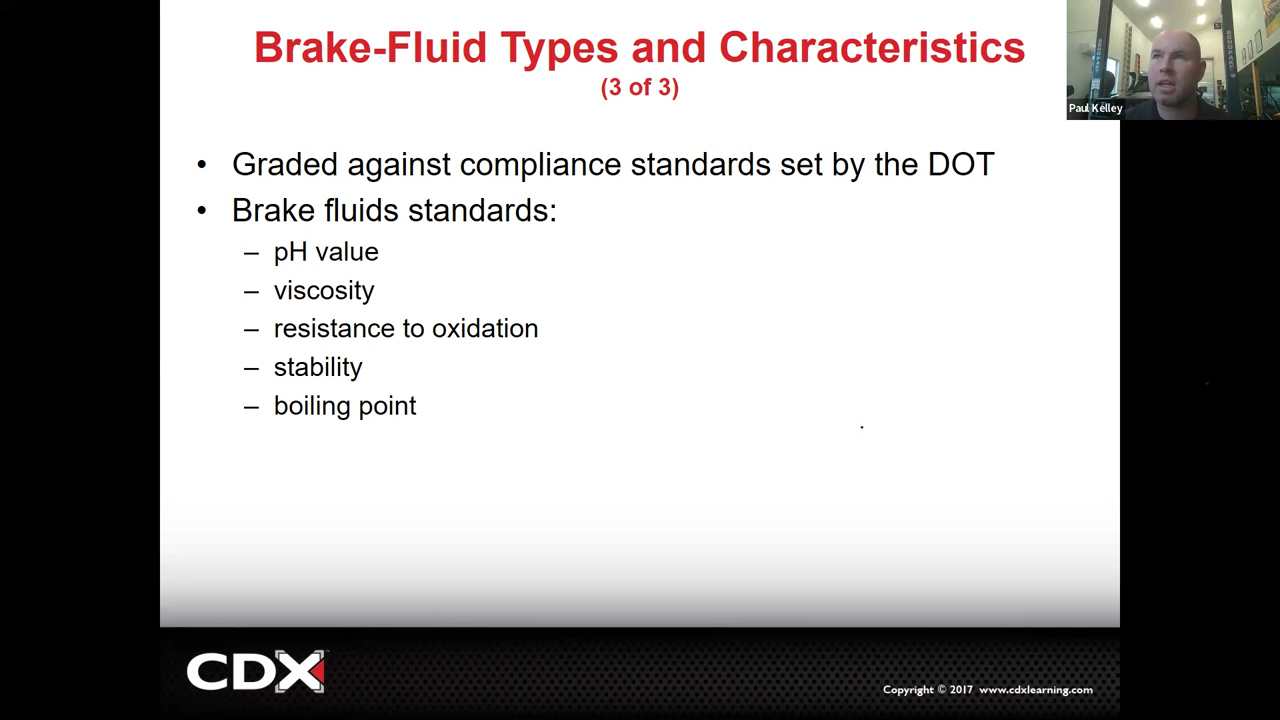 Brake-Fluid Types and Characteristics
(3 of 3)
Paul Kelley
• Graded against compliance standards set by the DOT
• Brake fluids standards:
– pH value
– viscosity
– resistance to oxidation
– stability
– boiling point
CDX
Copyright © 2017 www.cdxlearning.com